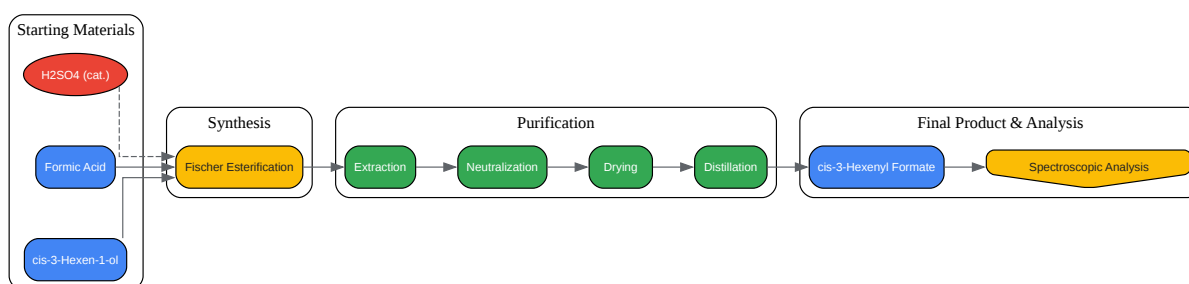 Starting Materials
H2SO4 (cat.)
Formic Acid
cis-3-Hexen-1-ol
Synthesis
Fischer Esterification
Purification
Extraction
Neutralization
Drying
Distillation
Final Product & Analysis
cis-3-Hexenyl Formate
Spectroscopic Analysis